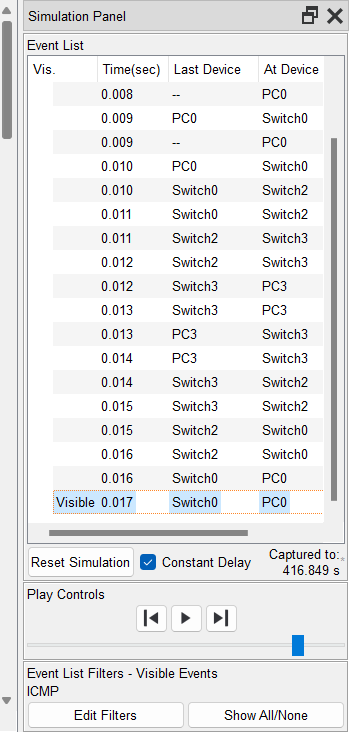 Simulation Panel
Event List
Vis. Time(sec) Last Device At Device
0.008 -- PC0
0.009 PC0 Switch0
0.009 -- PC0
0.010 PC0 Switch0
0.010 Switch0 Switch2
0.011 Switch0 Switch2
0.011 Switch2 Switch3
0.012 Switch2 Switch3
0.012 Switch3 PC3
0.013 Switch3 PC3
0.013 PC3 Switch3
0.014 PC3 Switch3
0.014 Switch3 Switch2
0.015 Switch3 Switch2
0.015 Switch2 Switch0
0.016 Switch2 Switch0
0.016 Switch0 PC0
Visible 0.017 Switch0 PC0
Reset Simulation Constant Delay Captured to:
416.849 s
Play Controls
Event List Filters - Visible Events
ICMP
Edit Filters Show All/None